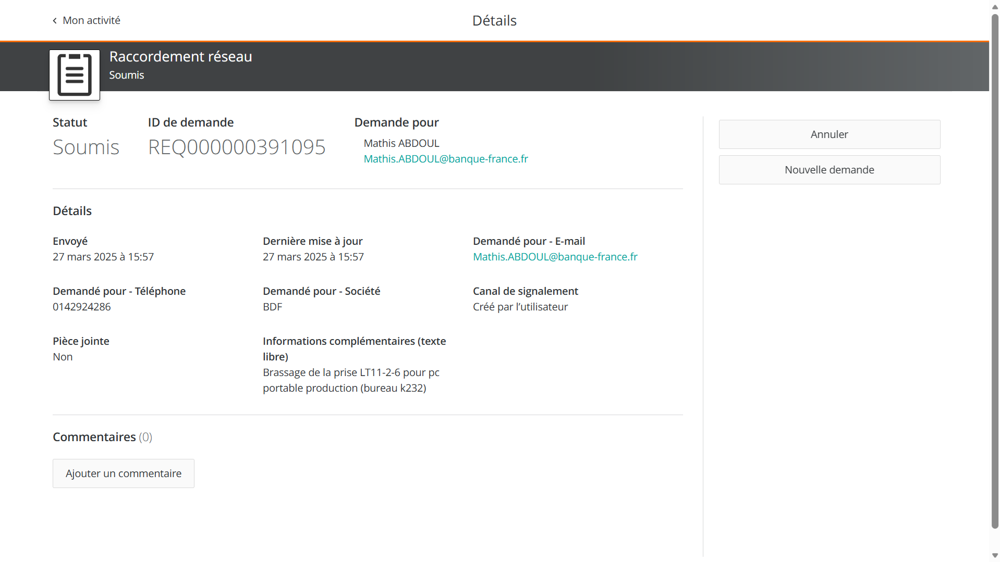 Mon activité
Détails
Raccordement réseau
Soumis
Statut
Soumis
ID de demande
REQ000000391095
Demande pour
Mathis ABDOUL
Mathis.ABDOUL@banque-france.fr
Annuler
Nouvelle demande
Détails
Envoyé
27 mars 2025 à 15:57
Dernière mise à jour
27 mars 2025 à 15:57
Demandé pour - E-mail
Mathis.ABDOUL@banque-france.fr
Demandé pour - Téléphone
0142924286
Demandé pour - Société
BDF
Canal de signalement
Créé par l’utilisateur
Pièce jointe
Non
Informations complémentaires (texte
libre)
Brassage de la prise LT11-2-6 pour pc
portable production (bureau k232)
Commentaires (0)
Ajouter un commentaire